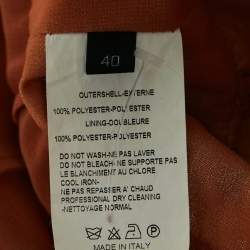 40
OUTERSHELL-EXTERNE
100% POLYESTER-POLYESTER
LINING-DOUBLEURE
100% POLYESTER-POLYESTER
DO NOT WASH-NE PAS LAVER
DO NOT BLEACH-NE SUPPORTE PAS
LE BLANCHIMENT AU CHLORE
COOL IRON-
NE PAS REPASSER A CHAUD
PROFESSIONAL DRY CLEANING
-NETTOYAGE NORMAL
MADE IN ITALY